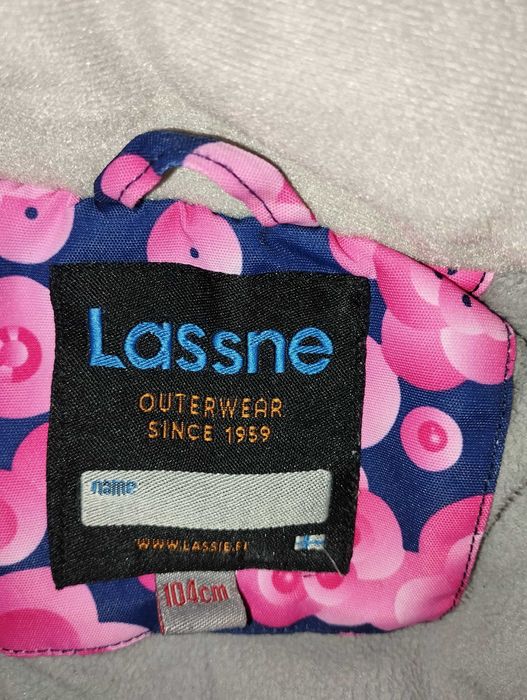 Lassne
OUTERWEAR
SINCE 1959
name
WWW.LASSIE.FI
104cm